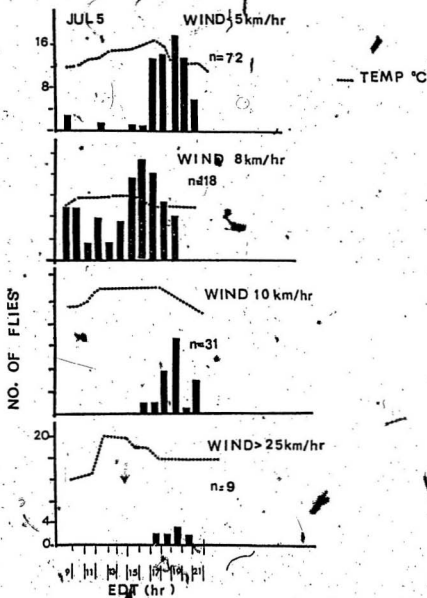 JUL 5
WIND 5km/hr
n=72
TEMP °C
16
8
0
WIND 8km/hr
n=118
WIND 10 km/hr
n=31
NO. OF FLIES
WIND>25km/hr
n=9
20
4
0
9 11 13 15 17 19 21
EDT (hr)